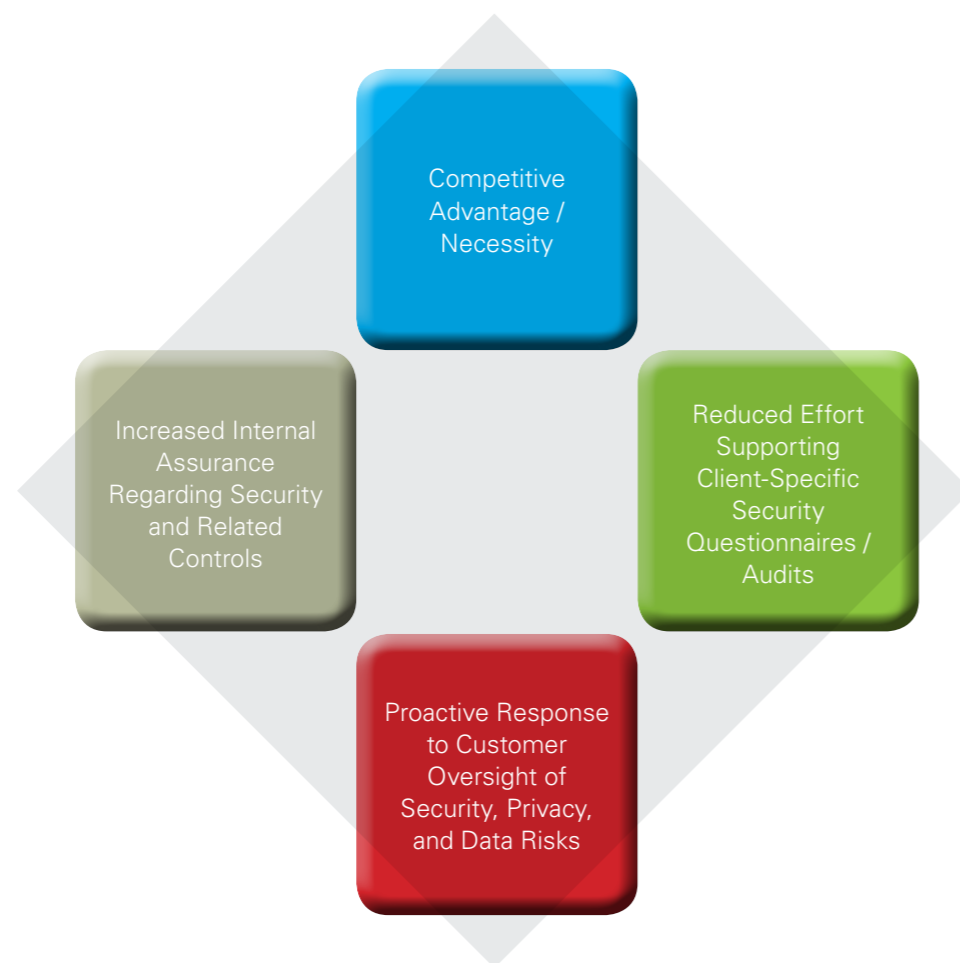 Competitive
Advantage /
Necessity
Increased Internal
Assurance
Regarding Security
and Related
Controls
Reduced Effort
Supporting
Client-Specific
Security
Questionnaires /
Audits
Proactive Response
to Customer
Oversight of
Security, Privacy,
and Data Risks